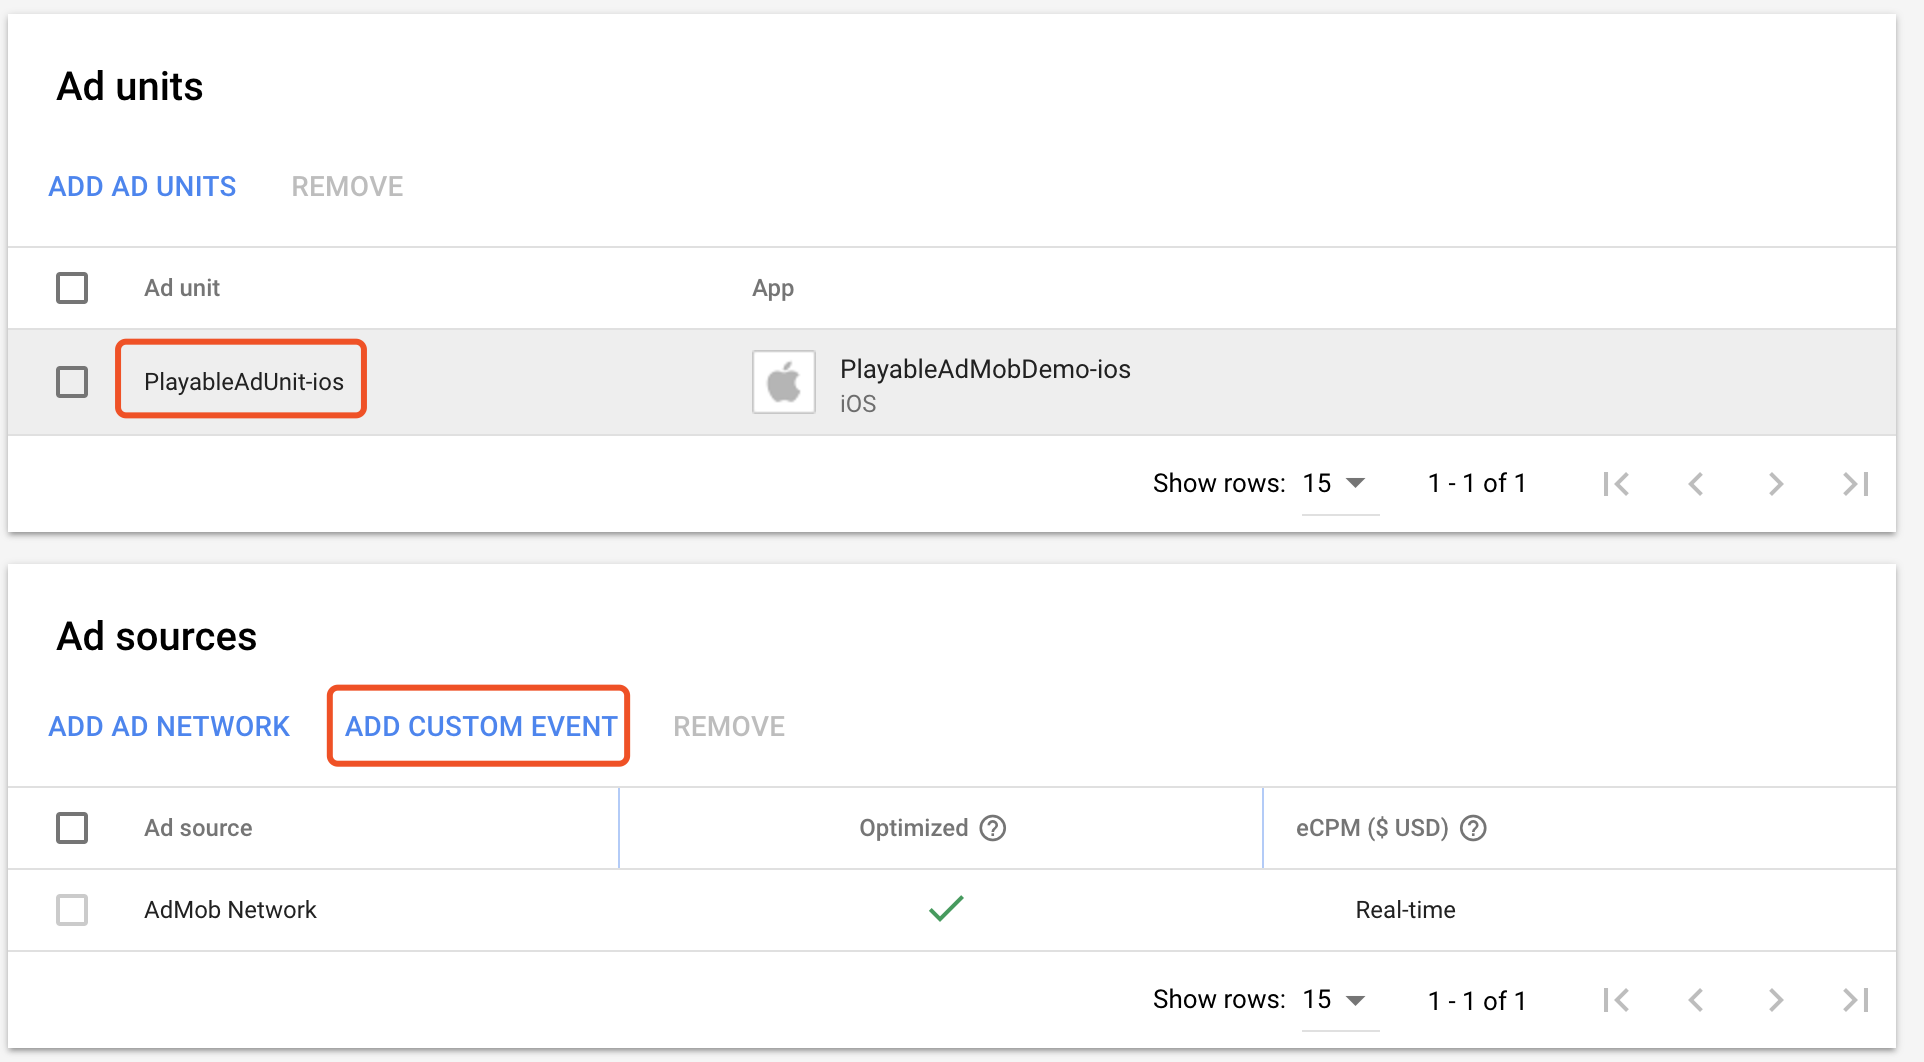 Ad units
ADD AD UNITS REMOVE
Ad unit App
PlayableAdUnit-ios PlayableAdMobDemo-ios
iOS
Show rows: 15 1 - 1 of 1
Ad sources
ADD AD NETWORK ADD CUSTOM EVENT REMOVE
Ad source Optimized ? eCPM ($ USD) ?
AdMob Network Real-time
Show rows: 15 1 - 1 of 1